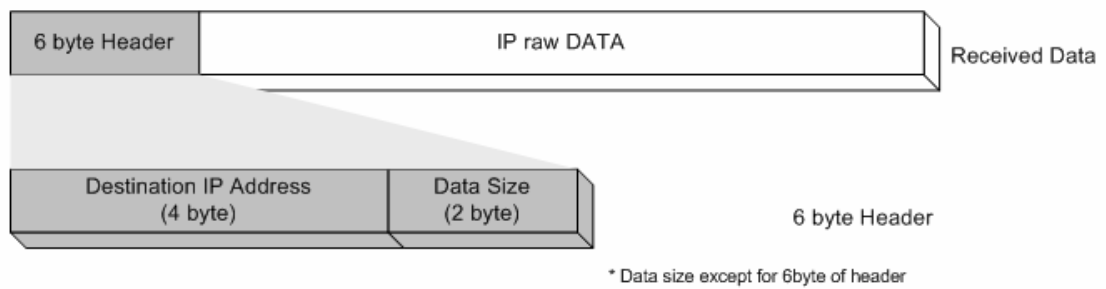 6 byte Header
IP raw DATA
Received Data
Destination IP Address
(4 byte)
Data Size
(2 byte)
6 byte Header
* Data size except for 6byte of header